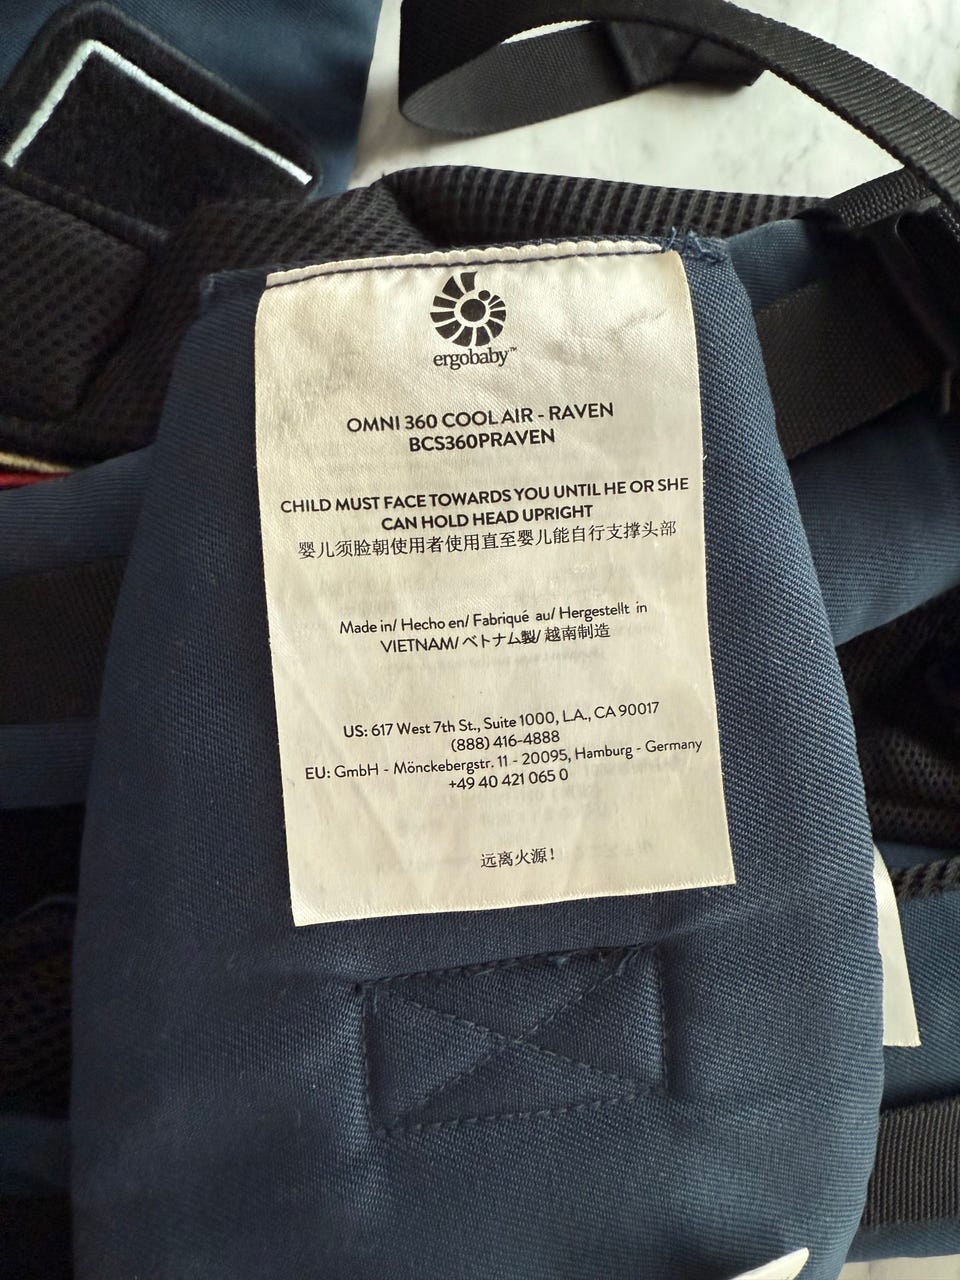 ergobaby™
OMNI 360 COOL AIR - RAVEN
BCS360PRAVEN
CHILD MUST FACE TOWARDS YOU UNTIL HE OR SHE
CAN HOLD HEAD UPRIGHT
婴儿须脸朝使用者使用直至婴儿能自行支撑头部
Made in/ Hecho en/ Fabriqué au/ Hergestellt in
VIETNAM/ ベトナム製/ 越南制造
US: 617 West 7th St., Suite 1000, L.A., CA 90017
(888) 416-4888
EU: GmbH - Mönckebergstr. 11 - 20095, Hamburg - Germany
+49 40 421 065 0
远离火源!